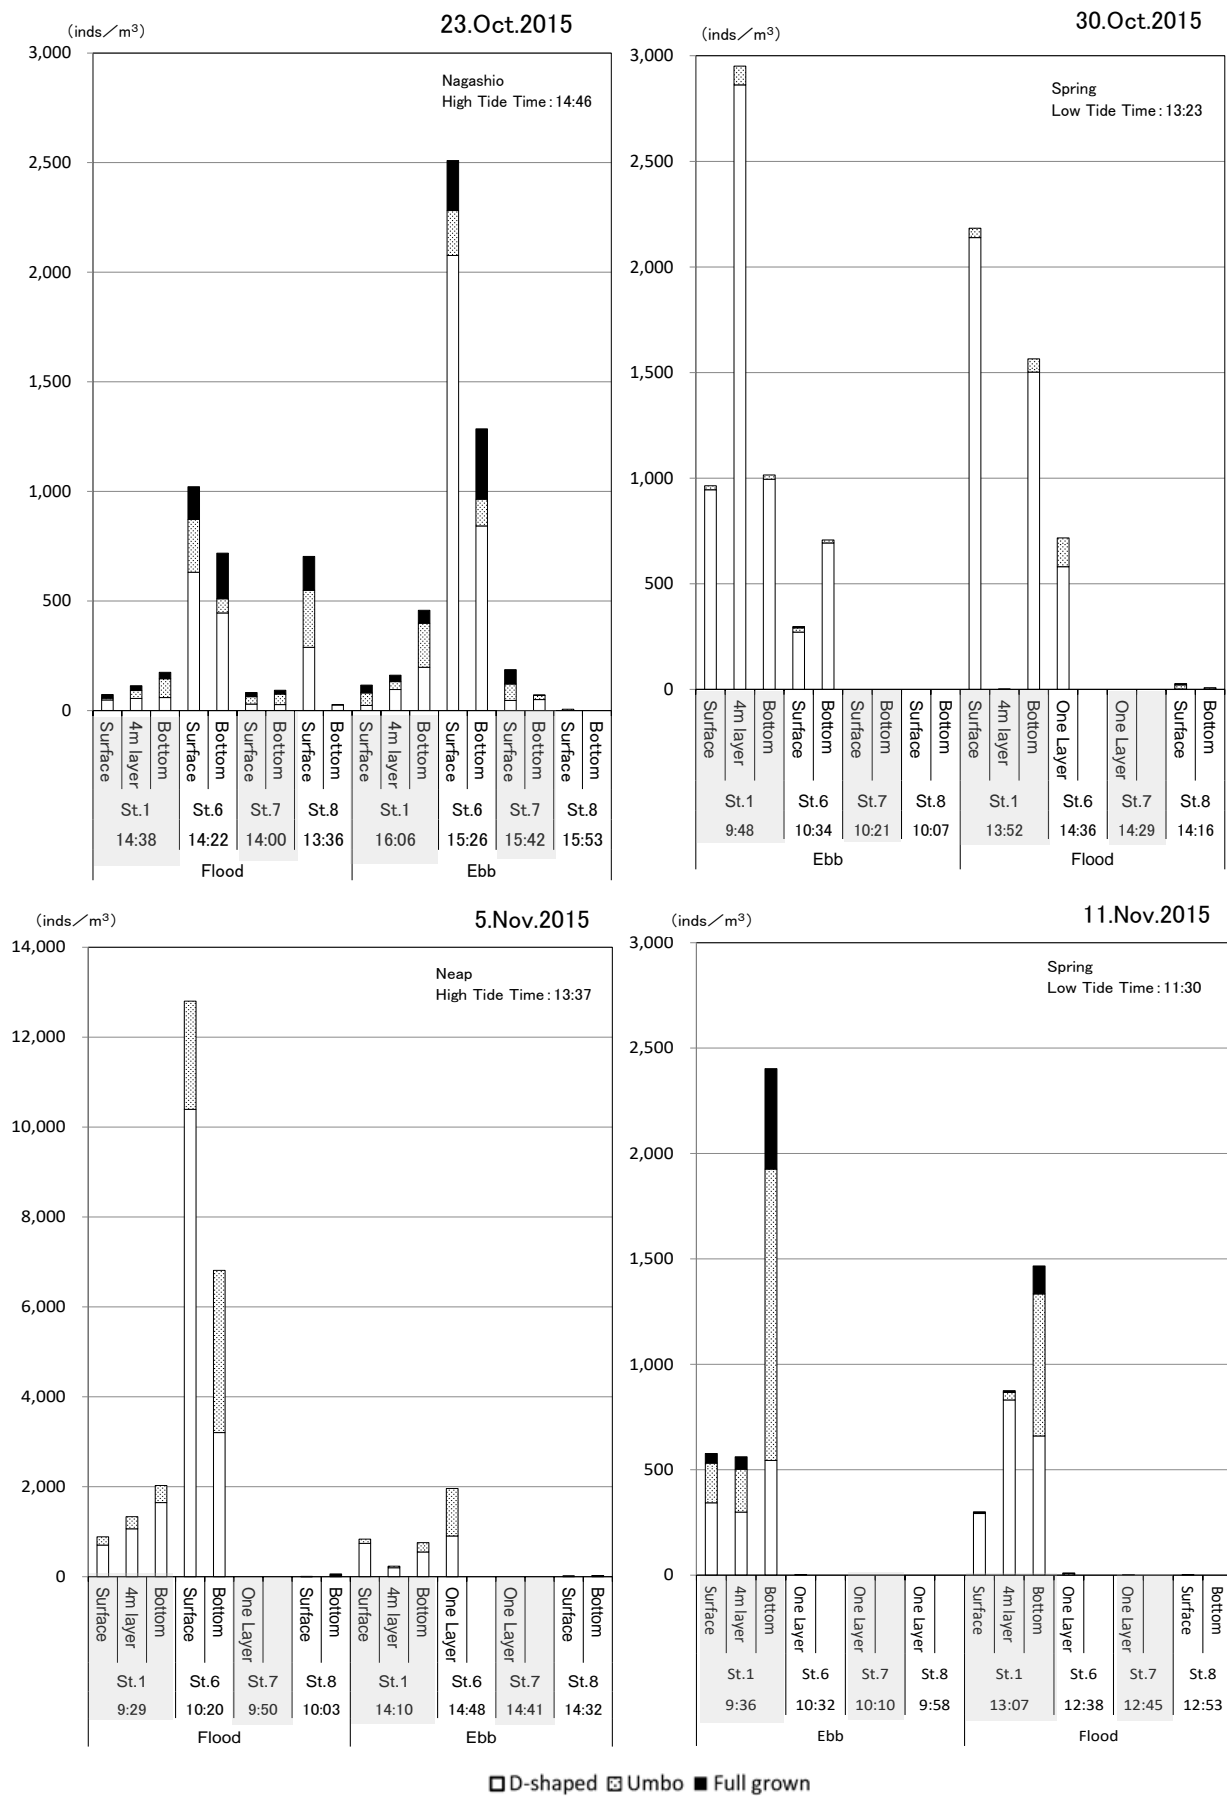 23.Oct.2015
(inds／m³)
Nagashio
High Tide Time：14:46
3,000
2,500
2,000
1,500
1,000
500
0
Surface 4m layer Bottom Surface Bottom Surface Bottom Surface Bottom Surface 4m layer Bottom Surface Bottom Surface Bottom Surface Bottom
St.1 St.6 St.7 St.8 St.1 St.6 St.7 St.8
14:38 14:22 14:00 13:36 16:06 15:26 15:42 15:53
Flood Ebb
30.Oct.2015
(inds／m³)
Spring
Low Tide Time：13:23
3,000
2,500
2,000
1,500
1,000
500
0
Surface 4m layer Bottom Surface Bottom Surface Bottom Surface Bottom Surface 4m layer Bottom One Layer One Layer Surface Bottom
St.1 St.6 St.7 St.8 St.1 St.6 St.7 St.8
9:48 10:34 10:21 10:07 13:52 14:36 14:29 14:16
Ebb Flood
5.Nov.2015
(inds／m³)
Neap
High Tide Time：13:37
14,000
12,000
10,000
8,000
6,000
4,000
2,000
0
Surface 4m layer Bottom Surface Bottom One Layer Surface Bottom Surface 4m layer Bottom One Layer One Layer Surface Bottom
St.1 St.6 St.7 St.8 St.1 St.6 St.7 St.8
9:29 10:20 9:50 10:03 14:10 14:48 14:41 14:32
Flood Ebb
11.Nov.2015
(inds／m³)
Spring
Low Tide Time：11:30
3,000
2,500
2,000
1,500
1,000
500
0
Surface 4m layer Bottom One Layer One Layer One Layer Surface 4m layer Bottom One Layer One Layer Surface Bottom
St.1 St.6 St.7 St.8 St.1 St.6 St.7 St.8
9:36 10:32 10:10 9:58 13:07 12:38 12:45 12:53
Ebb Flood
D-shaped Umbo Full grown